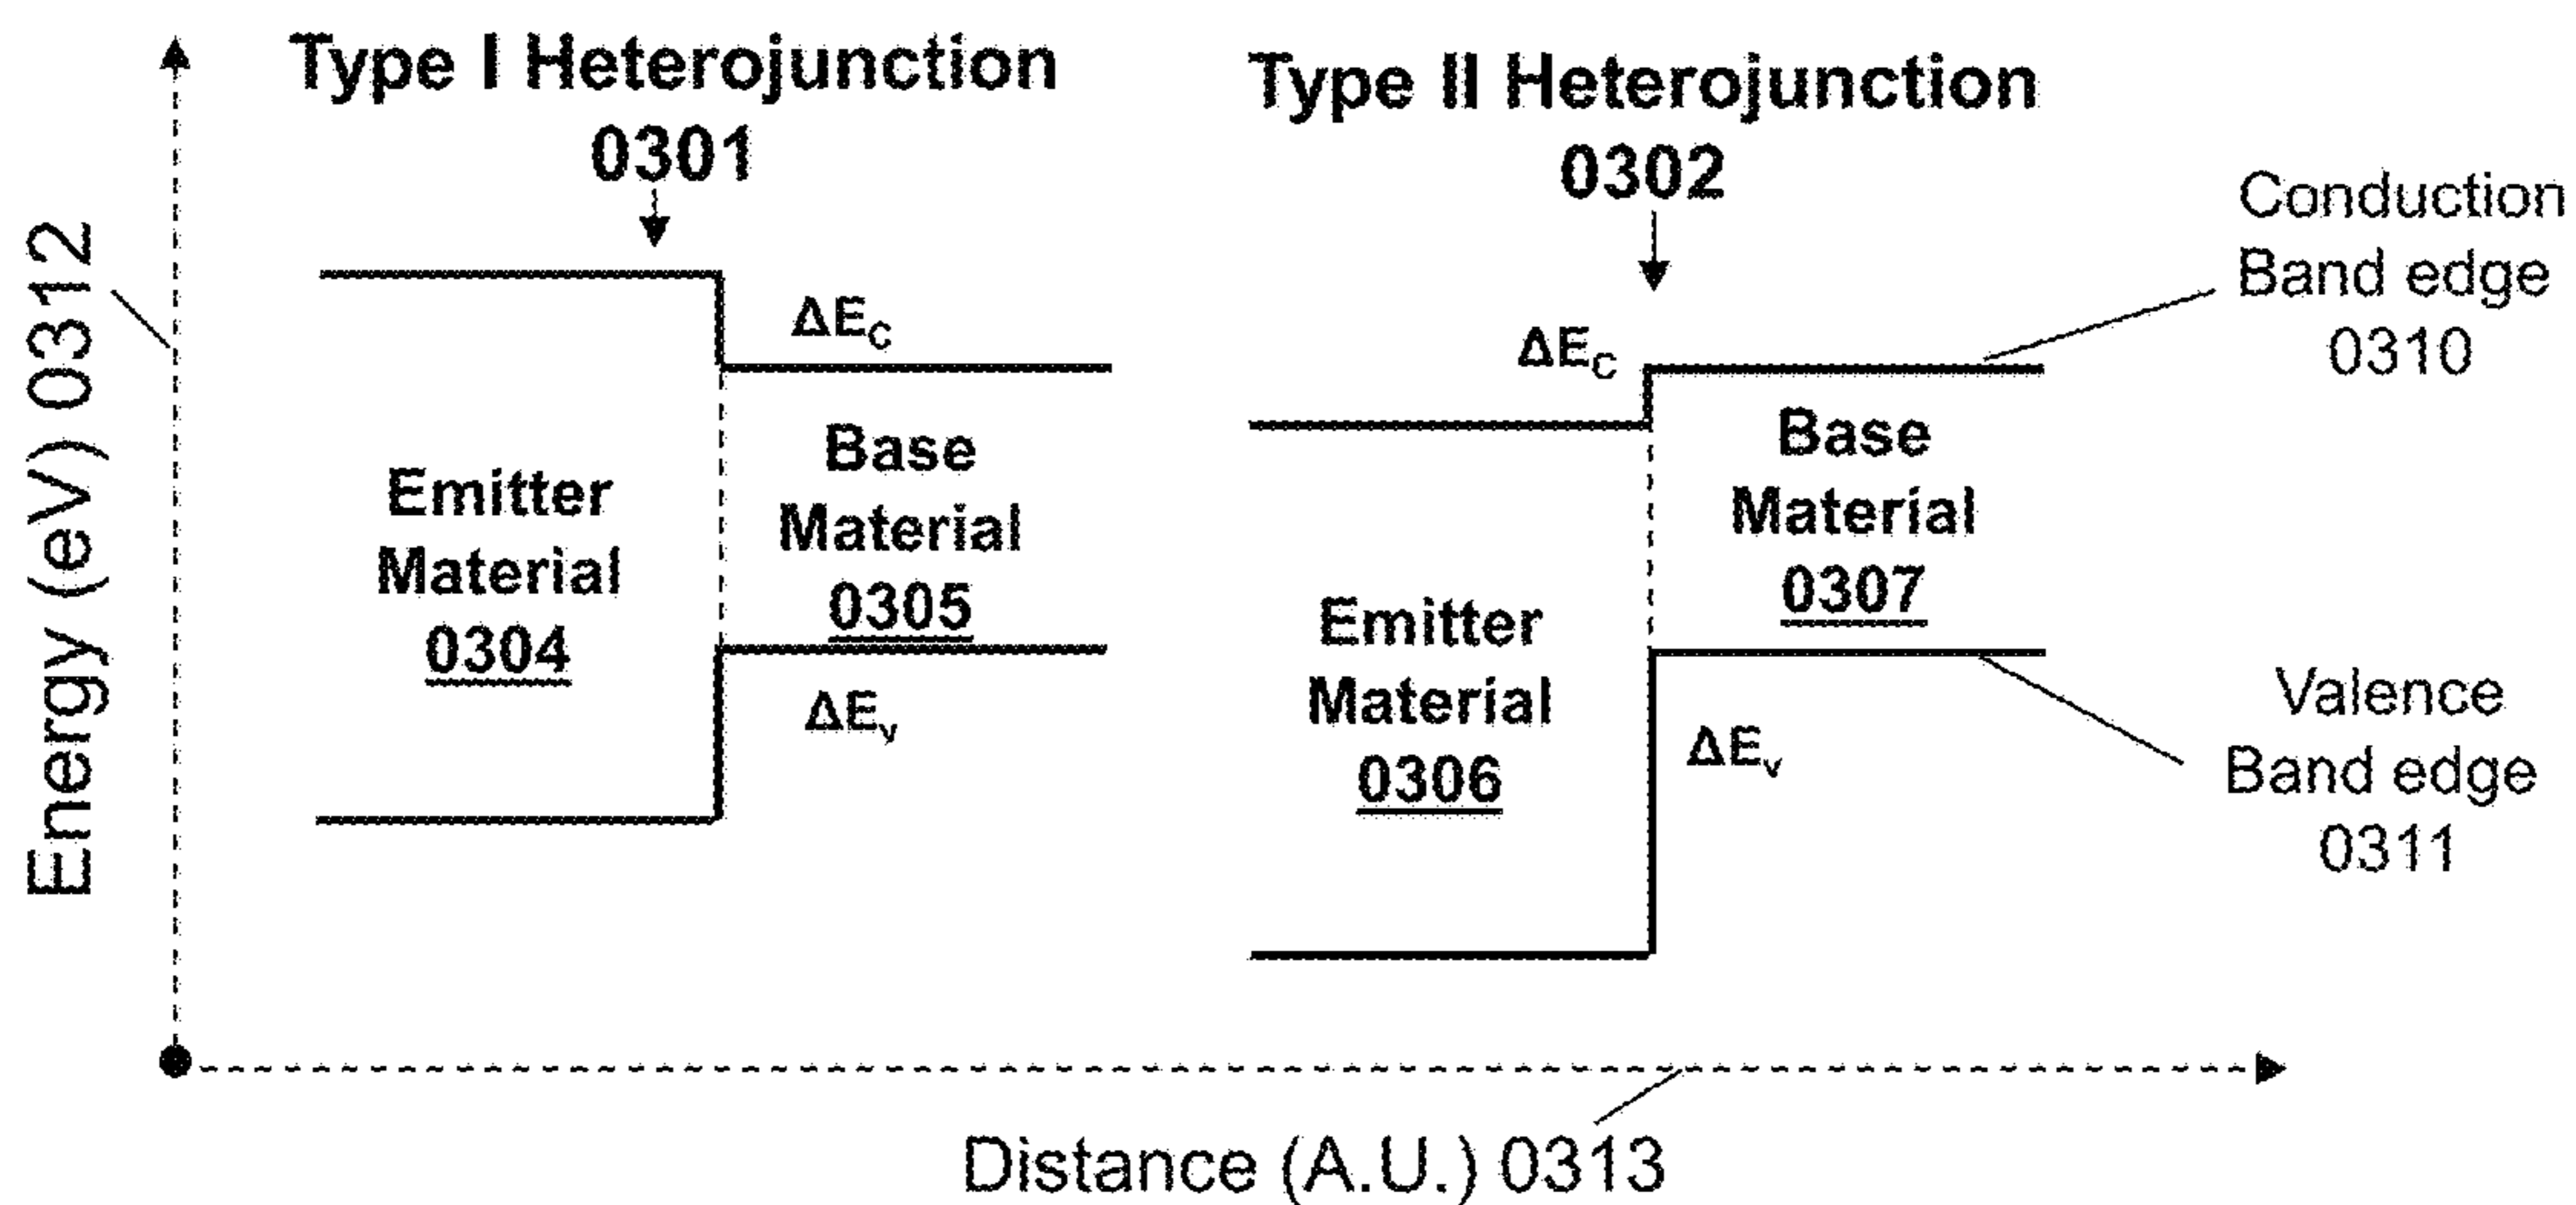 Type I Heterojunction
0301
Type II Heterojunction
0302
Conduction
Band edge
0310
Energy (eV) 0312
ΔE_C
ΔE_C
Emitter
Material
0304
Base
Material
0305
Emitter
Material
0306
Base
Material
0307
ΔE_v
ΔE_v
Valence
Band edge
0311
Distance (A.U.) 0313